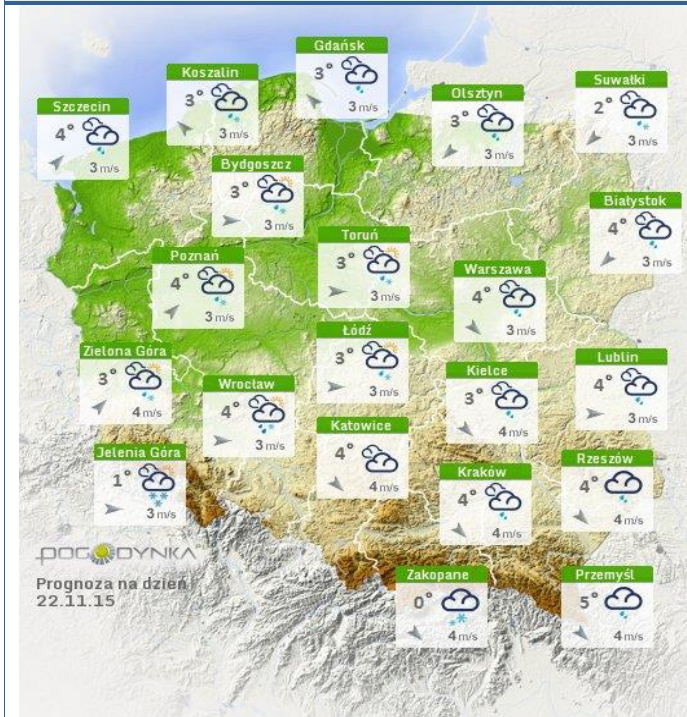 Gdańsk
3°
3 m/s
Koszalin
3°
3 m/s
Suwałki
2°
3 m/s
Olsztyn
3°
3 m/s
Szczecin
4°
3 m/s
Bydgoszcz
3°
3 m/s
Białystok
4°
3 m/s
Toruń
3°
3 m/s
Poznań
4°
3 m/s
Warszawa
4°
3 m/s
Łódź
3°
3 m/s
Zielona Góra
3°
4 m/s
Lublin
4°
3 m/s
Kielce
3°
4 m/s
Wrocław
4°
3 m/s
Katowice
4°
4 m/s
Jelenia Góra
1°
3 m/s
Rzeszów
4°
4 m/s
Kraków
4°
4 m/s
POGODYNKA
Prognoza na dzień
22.11.15
Zakopane
0°
4 m/s
Przemyśl
5°
4 m/s